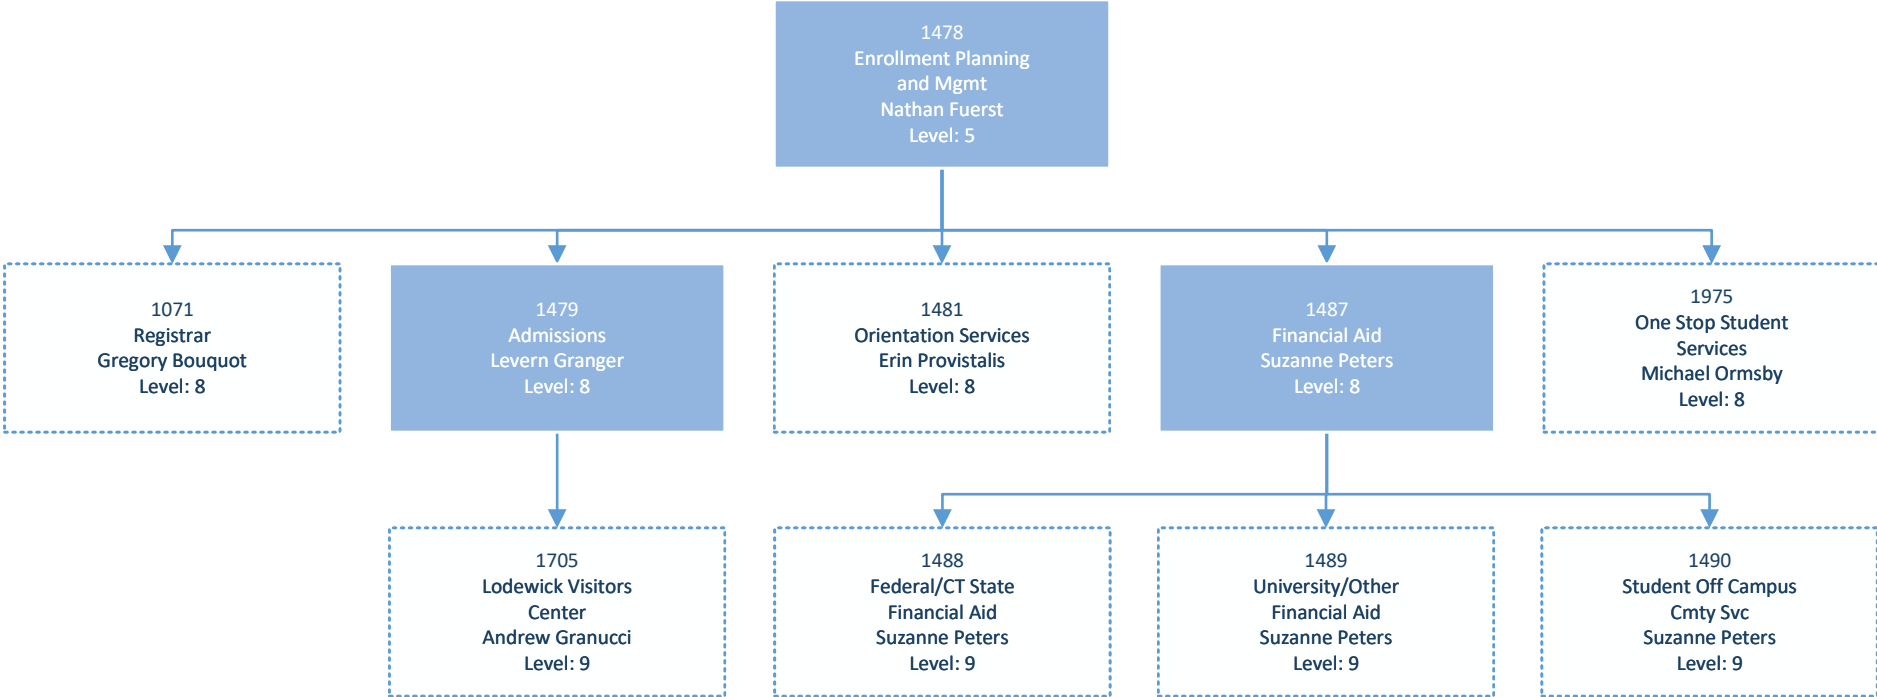 1478
Enrollment Planning
and Mgmt
Nathan Fuerst
Level: 5
1071
Registrar
Gregory Bouquot
Level: 8
1479
Admissions
Levern Granger
Level: 8
1481
Orientation Services
Erin Provistalis
Level: 8
1487
Financial Aid
Suzanne Peters
Level: 8
1975
One Stop Student
Services
Michael Ormsby
Level: 8
1705
Lodewick Visitors
Center
Andrew Granucci
Level: 9
1488
Federal/CT State
Financial Aid
Suzanne Peters
Level: 9
1489
University/Other
Financial Aid
Suzanne Peters
Level: 9
1490
Student Off Campus
Cmty Svc
Suzanne Peters
Level: 9